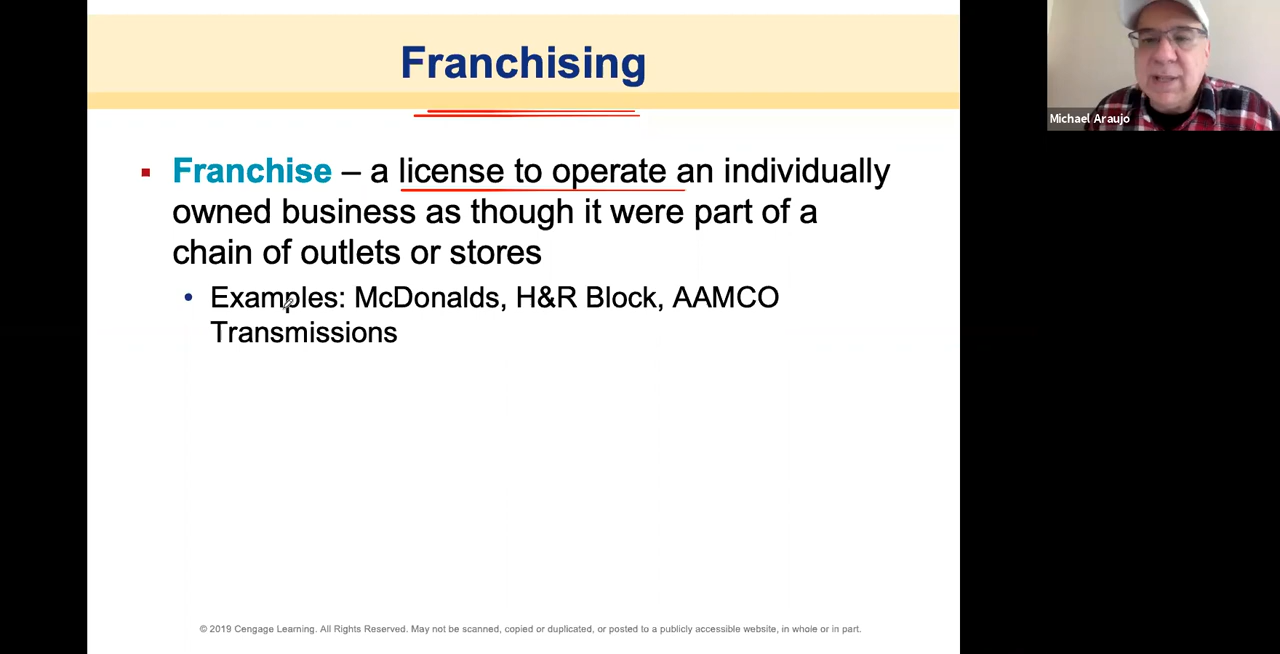 Franchising
Michael Araujo
▪ Franchise – a license to operate an individually
owned business as though it were part of a
chain of outlets or stores
• Examples: McDonalds, H&R Block, AAMCO
Transmissions
© 2019 Cengage Learning. All Rights Reserved. May not be scanned, copied or duplicated, or posted to a publicly accessible website, in whole or in part.